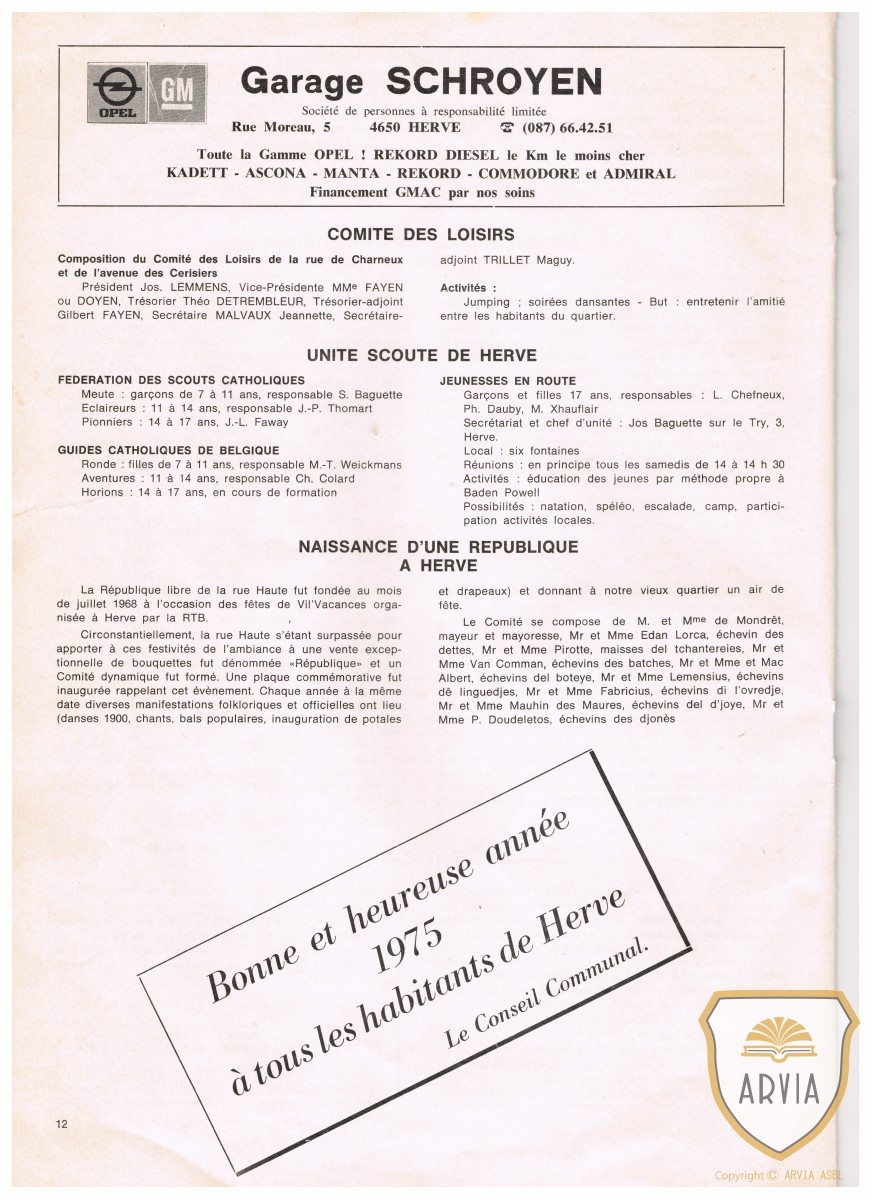 OPEL
GM
Garage SCHROYEN
Société de personnes à responsabilité limitée
Rue Moreau, 5 4650 HERVE ☎ (087) 66.42.51
Toute la Gamme OPEL ! REKORD DIESEL le Km le moins cher
KADETT - ASCONA - MANTA - REKORD - COMMODORE et ADMIRAL
Financement GMAC par nos soins
COMITE DES LOISIRS
Composition du Comité des Loisirs de la rue de Charneux
et de l'avenue des Cerisiers
Président Jos. LEMMENS, Vice-Présidente MMe FAYEN
ou DOYEN, Trésorier Théo DETREMBLEUR, Trésorier-adjoint
Gilbert FAYEN, Secrétaire MALVAUX Jeannette, Secrétaire-
adjoint TRILLET Maguy.
Activités :
Jumping ; soirées dansantes - But : entretenir l'amitié
entre les habitants du quartier.
UNITE SCOUTE DE HERVE
FEDERATION DES SCOUTS CATHOLIQUES
Meute : garçons de 7 à 11 ans, responsable S. Baguette
Eclaireurs : 11 à 14 ans, responsable J.-P. Thomart
Pionniers : 14 à 17 ans, J.-L. Faway
GUIDES CATHOLIQUES DE BELGIQUE
Ronde : filles de 7 à 11 ans, responsable M.-T. Weickmans
Aventures : 11 à 14 ans, responsable Ch. Colard
Horions : 14 à 17 ans, en cours de formation
JEUNESSES EN ROUTE
Garçons et filles 17 ans, responsables : L. Chefneux,
Ph. Dauby, M. Xhauflair
Secrétariat et chef d'unité : Jos Baguette sur le Try, 3,
Herve.
Local : six fontaines
Réunions : en principe tous les samedis de 14 à 14 h 30
Activités : éducation des jeunes par méthode propre à
Baden Powell
Possibilités : natation, spéléo, escalade, camp, partici-
pation activités locales.
NAISSANCE D'UNE REPUBLIQUE
A HERVE
La République libre de la rue Haute fut fondée au mois
de juillet 1968 à l'occasion des fêtes de Vil'Vacances orga-
nisée à Herve par la RTB.
Circonstantiellement, la rue Haute s'étant surpassée pour
apporter à ces festivités de l'ambiance à une vente excep-
tionnelle de bouquettes fut dénommée «République» et un
Comité dynamique fut formé. Une plaque commémorative fut
inaugurée rappelant cet évènement. Chaque année à la même
date diverses manifestations folkloriques et officielles ont lieu
(danses 1900, chants, bals populaires, inauguration de potales
et drapeaux) et donnant à notre vieux quartier un air de
fête.
Le Comité se compose de M. et Mme de Mondrêt,
mayeur et mayoresse, Mr et Mme Edan Lorca, échevin des
dettes, Mr et Mme Pirotte, maisses del tchantereies, Mr et
Mme Van Comman, échevins des batches, Mr et Mme et Mac
Albert, échevins del boteye, Mr et Mme Lemensius, échevins
dê linguedjes, Mr et Mme Fabricius, échevins di l'ovredje,
Mr et Mme Mauhin des Maures, échevins del d'joye, Mr et
Mme P. Doudeletos, échevins des djonès
Bonne et heureuse année
1975
à tous les habitants de Herve
Le Conseil Communal.
12
ARVIA
Copyright © ARVIA ASBL